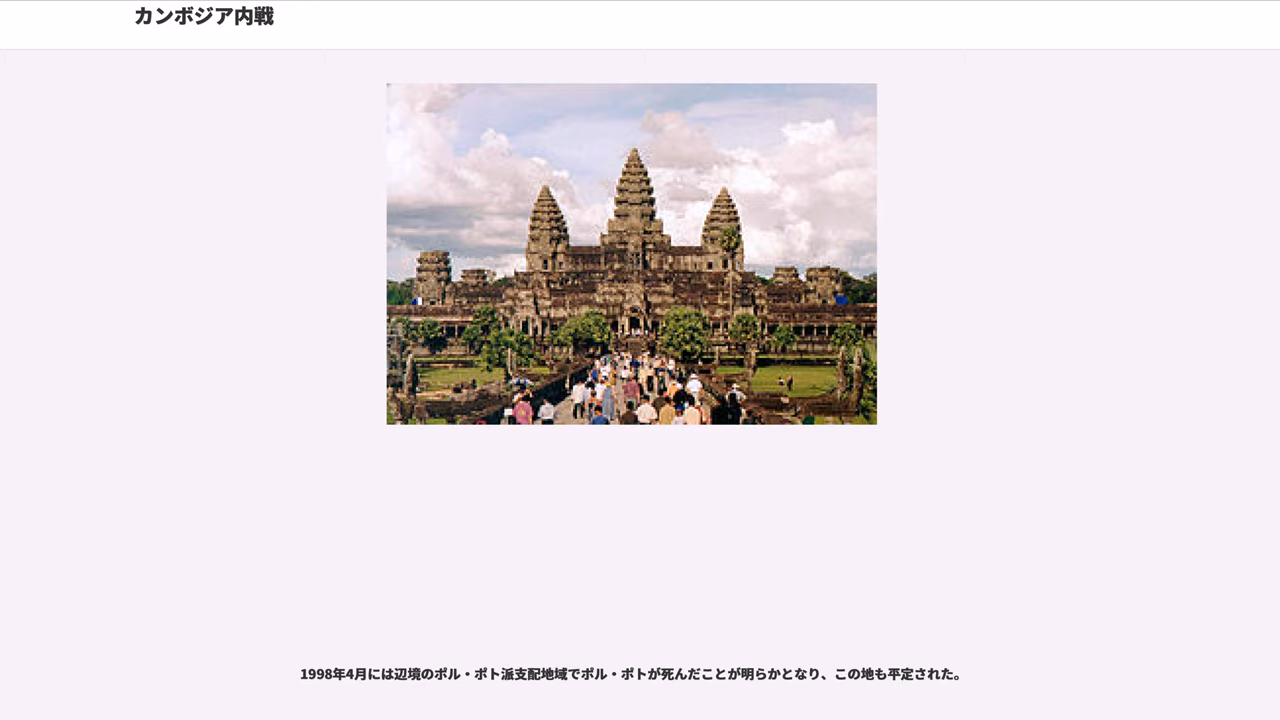 カンボジア内戦
1998年4月には辺境のポル・ポト派支配地域でポル・ポトが死んだことが明らかとなり、この地も平定された。